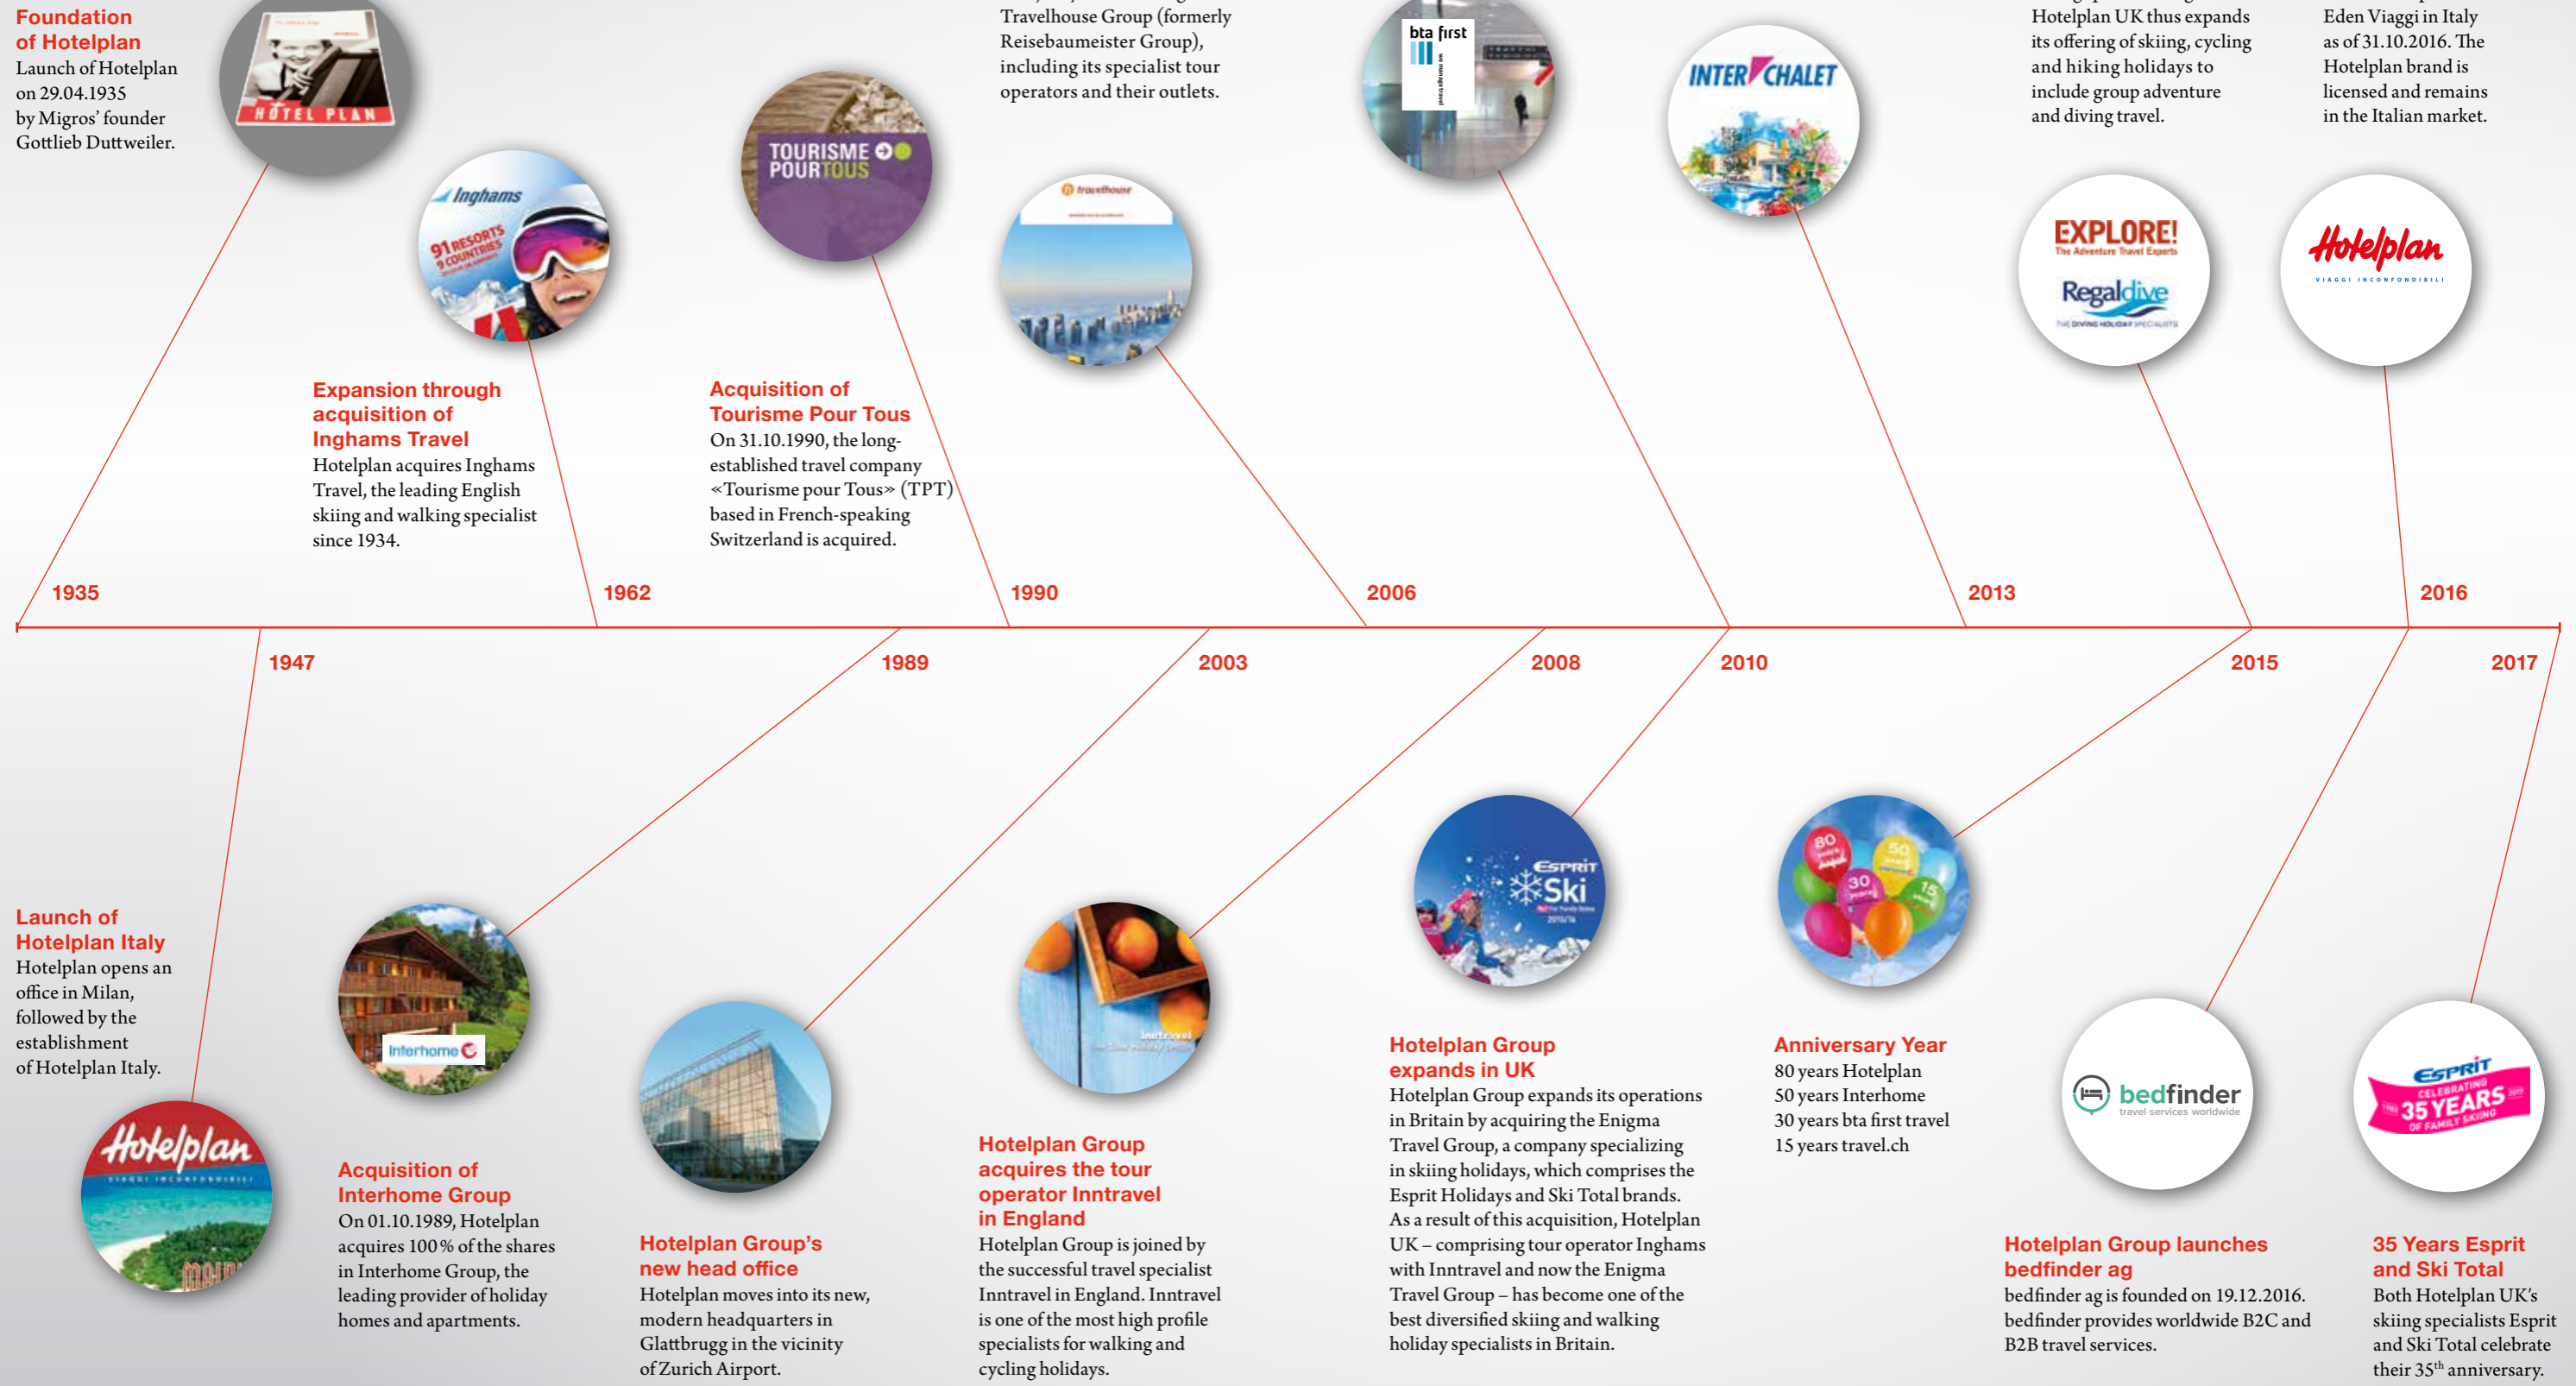 Foundation
of Hotelplan
Launch of Hotelplan
on 29.04.1935
by Migros’ founder
Gottlieb Duttweiler.
HOTEL PLAN
Inghams
91 RESORTS
9 COUNTRIES
Expansion through
acquisition of
Inghams Travel
Hotelplan acquires Inghams
Travel, the leading English
skiing and walking specialist
since 1934.
TOURISME
POURTOUS
Acquisition of
Tourisme Pour Tous
On 31.10.1990, the long-
established travel company
«Tourisme pour Tous» (TPT)
based in French-speaking
Switzerland is acquired.
Travelhouse Group (formerly
Reisebaumeister Group),
including its specialist tour
operators and their outlets.
travelhouse
bta first
we manage travel
INTER CHALET
Hotelplan UK thus expands
its offering of skiing, cycling
and hiking holidays to
include group adventure
and diving travel.
EXPLORE!
The Adventure Travel Experts
Regaldive
THE DIVING HOLIDAY SPECIALISTS
Eden Viaggi in Italy
as of 31.10.2016. The
Hotelplan brand is
licensed and remains
in the Italian market.
Hotelplan
VIAGGI INCONFONDIBILI
1935
1962
1990
2006
2013
2016
1947
1989
2003
2008
2010
2015
2017
Launch of
Hotelplan Italy
Hotelplan opens an
office in Milan,
followed by the
establishment
of Hotelplan Italy.
Hotelplan
VIAGGI INCONFONDIBILI
Interhome
Acquisition of
Interhome Group
On 01.10.1989, Hotelplan
acquires 100 % of the shares
in Interhome Group, the
leading provider of holiday
homes and apartments.
Hotelplan Group’s
new head office
Hotelplan moves into its new,
modern headquarters in
Glattbrugg in the vicinity
of Zurich Airport.
Inntravel
Hotelplan Group
acquires the tour
operator Inntravel
in England
Hotelplan Group is joined by
the successful travel specialist
Inntravel in England. Inntravel
is one of the most high profile
specialists for walking and
cycling holidays.
ESPRIT
Ski
Hotelplan Group
expands in UK
Hotelplan Group expands its operations
in Britain by acquiring the Enigma
Travel Group, a company specializing
in skiing holidays, which comprises the
Esprit Holidays and Ski Total brands.
As a result of this acquisition, Hotelplan
UK – comprising tour operator Inghams
with Inntravel and now the Enigma
Travel Group – has become one of the
best diversified skiing and walking
holiday specialists in Britain.
80
years
50
years
30
years
15
years
Anniversary Year
80 years Hotelplan
50 years Interhome
30 years bta first travel
15 years travel.ch
bedfinder
travel services worldwide
Hotelplan Group launches
bedfinder ag
bedfinder ag is founded on 19.12.2016.
bedfinder provides worldwide B2C and
B2B travel services.
ESPRIT
CELEBRATING
35 YEARS
OF FAMILY SKIING
35 Years Esprit
and Ski Total
Both Hotelplan UK’s
skiing specialists Esprit
and Ski Total celebrate
their 35th anniversary.